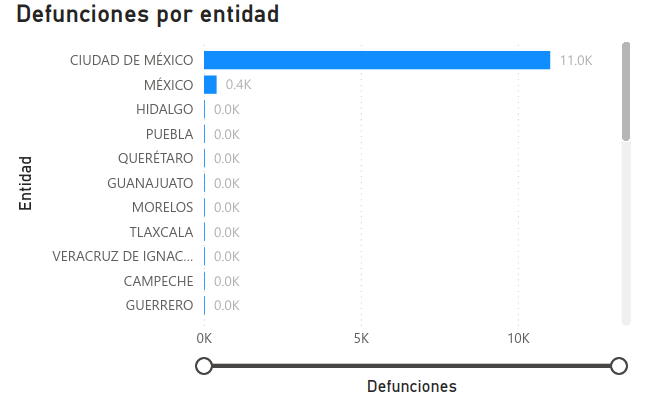 Defunciones por entidad
Entidad
CIUDAD DE MÉXICO 11.0K
MÉXICO 0.4K
HIDALGO 0.0K
PUEBLA 0.0K
QUERÉTARO 0.0K
GUANAJUATO 0.0K
MORELOS 0.0K
TLAXCALA 0.0K
VERACRUZ DE IGNAC... 0.0K
CAMPECHE 0.0K
GUERRERO 0.0K
0K 5K 10K
Defunciones